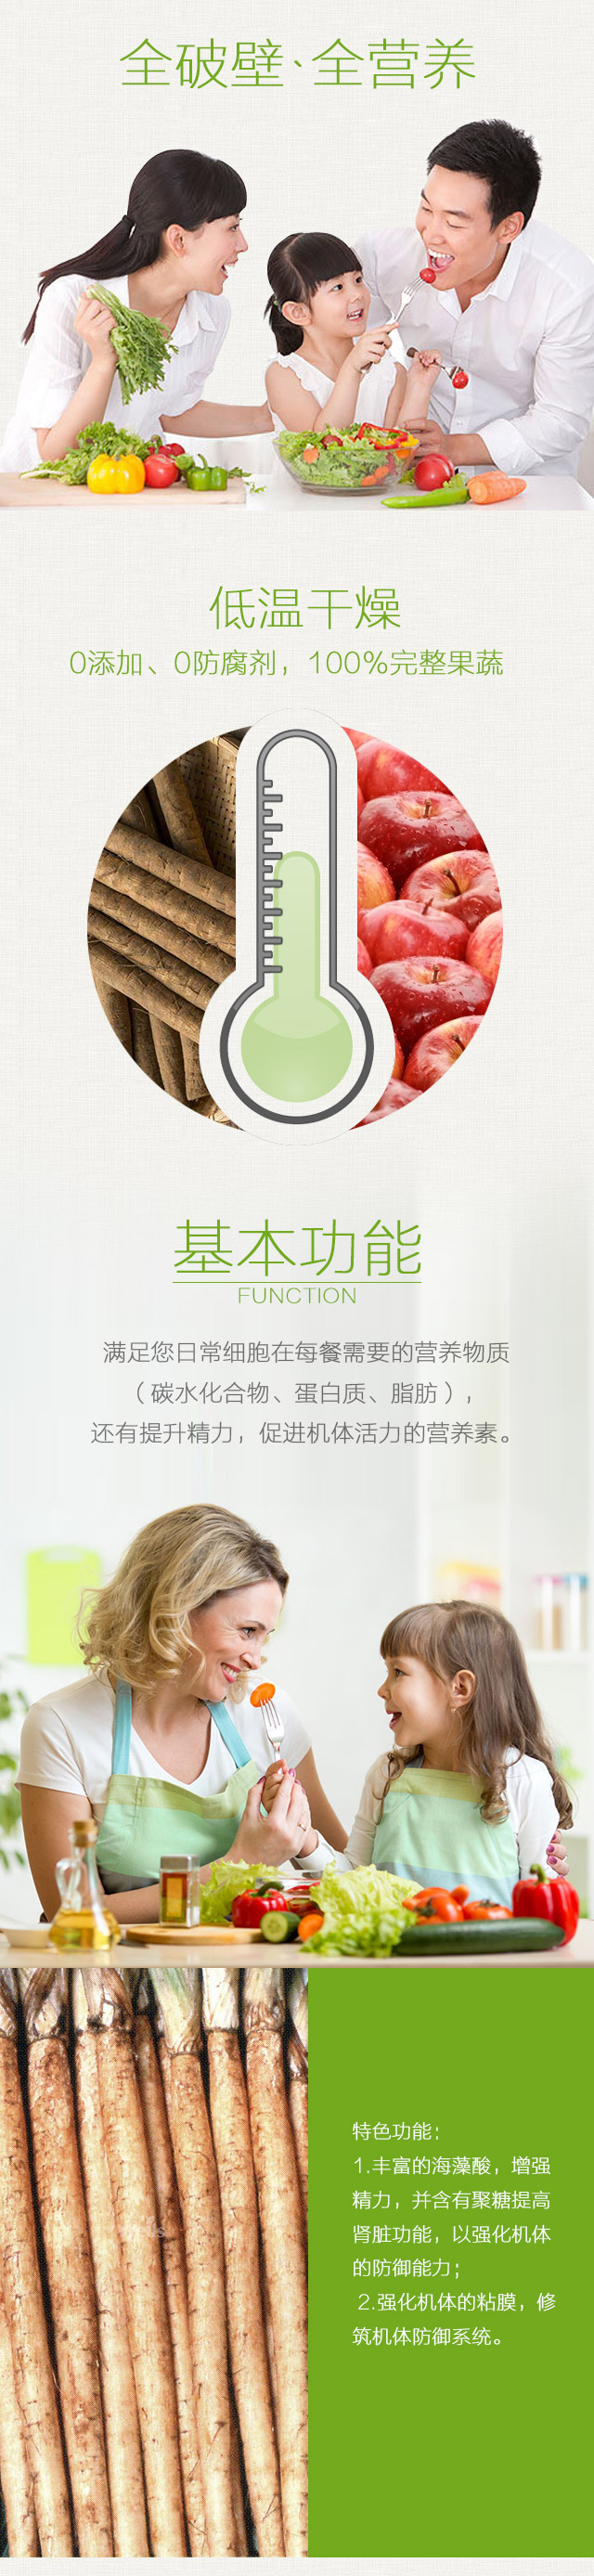 全破壁、全营养
低温干燥
0添加、0防腐剂，100%完整果蔬
基本功能
FUNCTION
满足您日常细胞在每餐需要的营养物质
（碳水化合物、蛋白质、脂肪），
还有提升精力，促进机体活力的营养素。
特色功能：
1.丰富的海藻酸，增强
精力，并含有聚糖提高
肾脏功能，以强化机体
的防御能力；
2.强化机体的粘膜，修
筑机体防御系统。